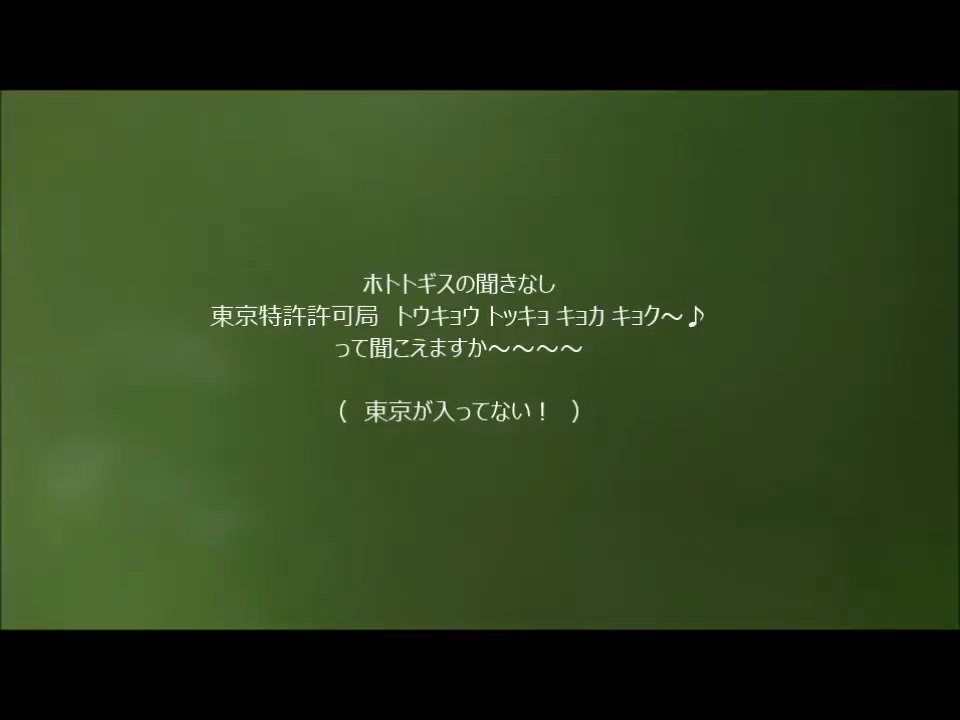 ホトトギスの聞きなし
東京特許許可局　トウキョウ トッキョ キョカ キョク～♪
って聞こえますか～～～～
（　東京が入ってない！　）